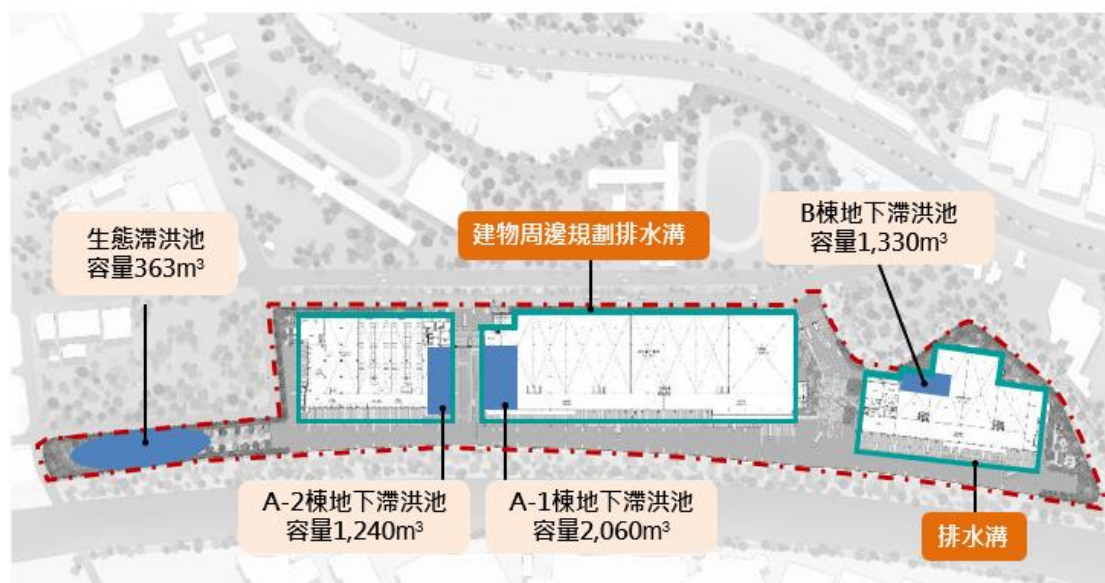 生態滯洪池
容量363m³
建物周邊規劃排水溝
B棟地下滯洪池
容量1,330m³
A-2棟地下滯洪池
容量1,240m³
A-1棟地下滯洪池
容量2,060m³
排水溝